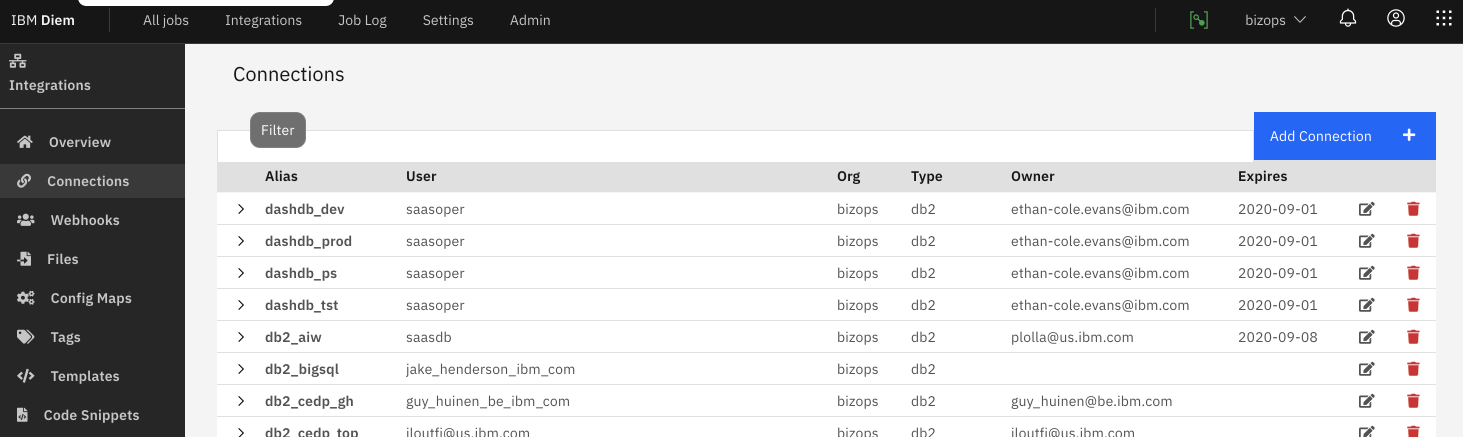 IBM Diem All jobs Integrations Job Log Settings Admin bizops
Integrations
Overview
Connections
Webhooks
Files
Config Maps
Tags
Templates
Code Snippets
Connections
Filter
Add Connection
Alias User Org Type Owner Expires
dashdb_dev saasoper bizops db2 ethan-cole.evans@ibm.com 2020-09-01
dashdb_prod saasoper bizops db2 ethan-cole.evans@ibm.com 2020-09-01
dashdb_ps saasoper bizops db2 ethan-cole.evans@ibm.com 2020-09-01
dashdb_tst saasoper bizops db2 ethan-cole.evans@ibm.com 2020-09-01
db2_aiw saasdb bizops db2 plolla@us.ibm.com 2020-09-08
db2_bigsql jake_henderson_ibm_com bizops db2
db2_cedp_gh guy_huinen_be_ibm_com bizops db2 guy_huinen@be.ibm.com
db2_cedp_top jloutfi@us.ibm.com bizops db2 jloutfi@us.ibm.com